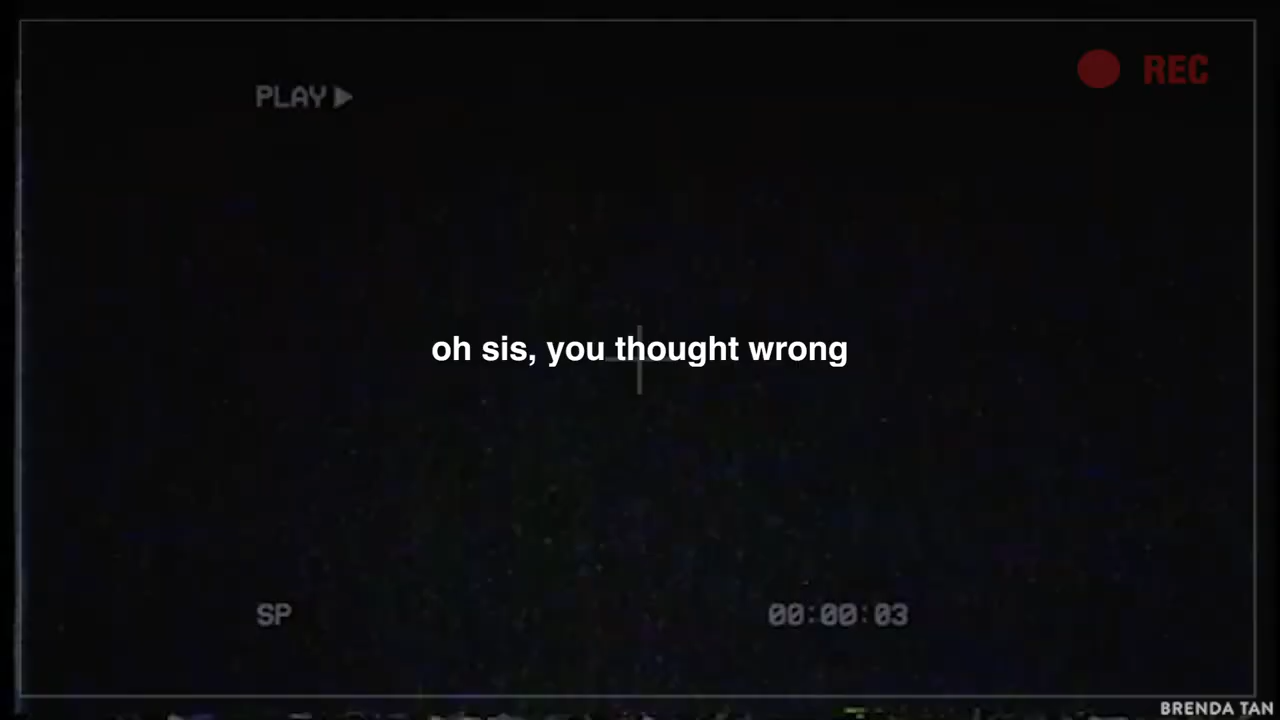 PLAY
REC
oh sis, you thought wrong
SP
00:00:03
BRENDA TAN